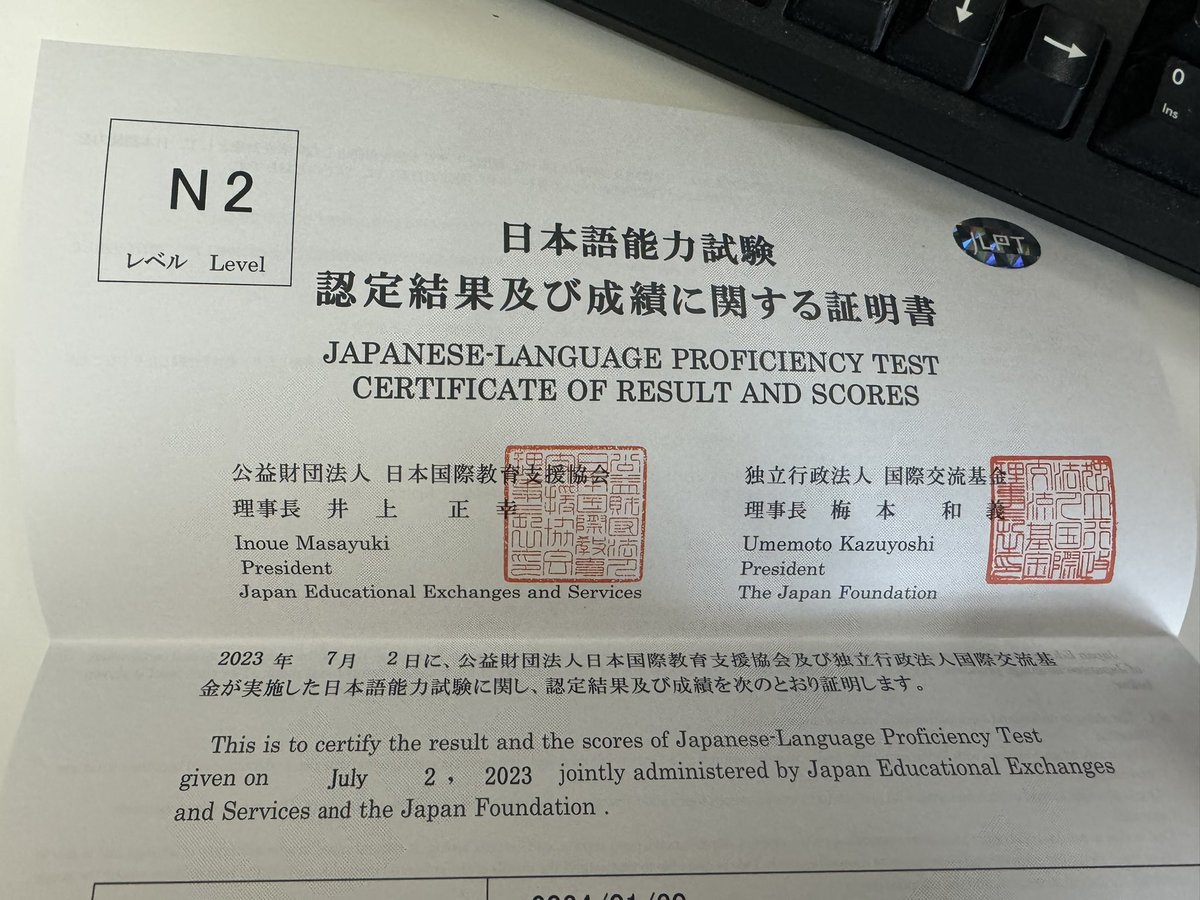 N2
レベル Level
日本語能力試験
認定結果及び成績に関する証明書
JAPANESE-LANGUAGE PROFICIENCY TEST
CERTIFICATE OF RESULT AND SCORES
JLPT
公益財団法人 日本国際教育支援協会
理事長 井上 正幸
Inoue Masayuki
President
Japan Educational Exchanges and Services
独立行政法人 国際交流基金
理事長 梅本 和義
Umemoto Kazuyoshi
President
The Japan Foundation
2023 年 7月 2日に、公益財団法人日本国際教育支援協会及び独立行政法人国際交流基
金が実施した日本語能力試験に関し、認定結果及び成績を次のとおり証明します。
This is to certify the result and the scores of Japanese-Language Proficiency Test
given on July 2, 2023 jointly administered by Japan Educational Exchanges
and Services and the Japan Foundation .
0
Ins